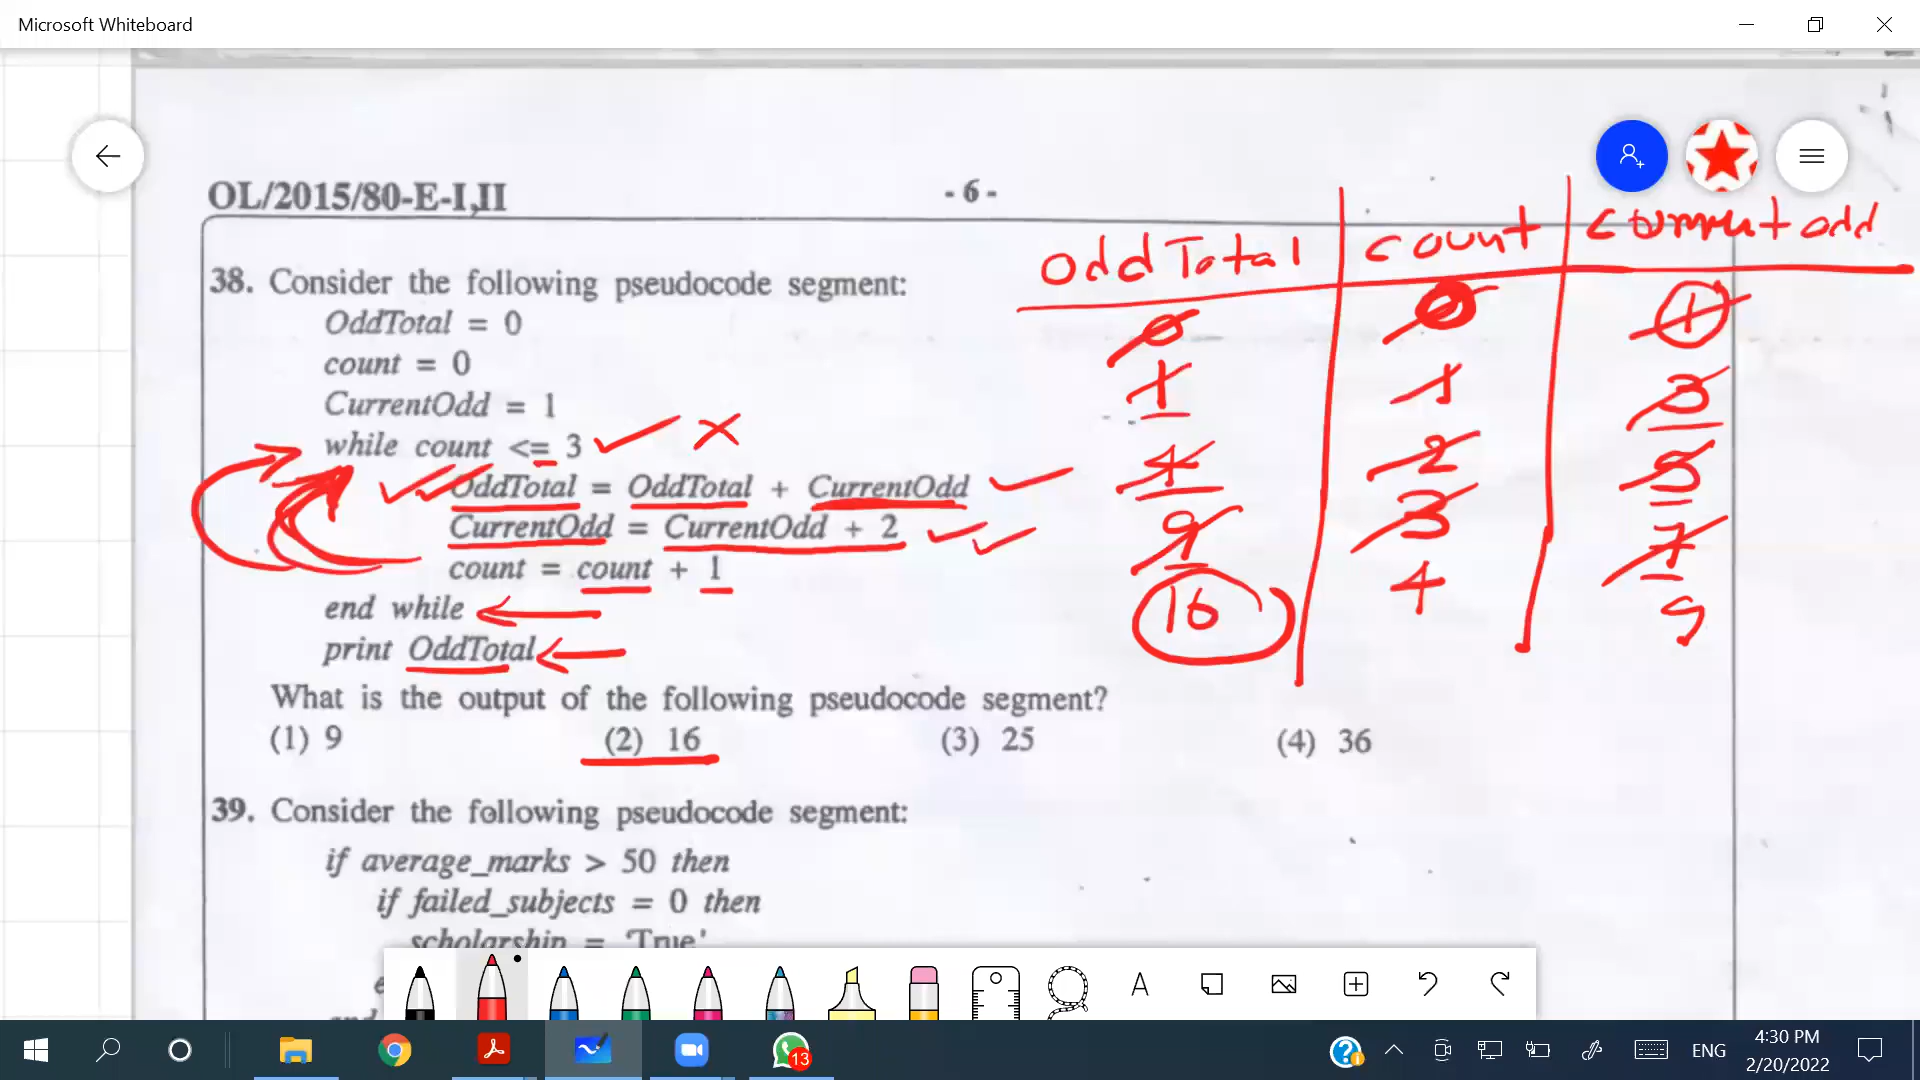 Microsoft Whiteboard
OL/2015/80-E-I,II
- 6 -
OddTotal count current odd
0 0 1
1 1 3
4 2 5
9 3 7
16 4 9
38. Consider the following pseudocode segment:
OddTotal = 0
count = 0
CurrentOdd = 1
while count <= 3
OddTotal = OddTotal + CurrentOdd
CurrentOdd = CurrentOdd + 2
count = count + 1
end while
print OddTotal
What is the output of the following pseudocode segment?
(1) 9 (2) 16 (3) 25 (4) 36
39. Consider the following pseudocode segment:
if average_marks > 50 then
if failed_subjects = 0 then
scholarship = 'True'
A
13
ENG
4:30 PM
2/20/2022